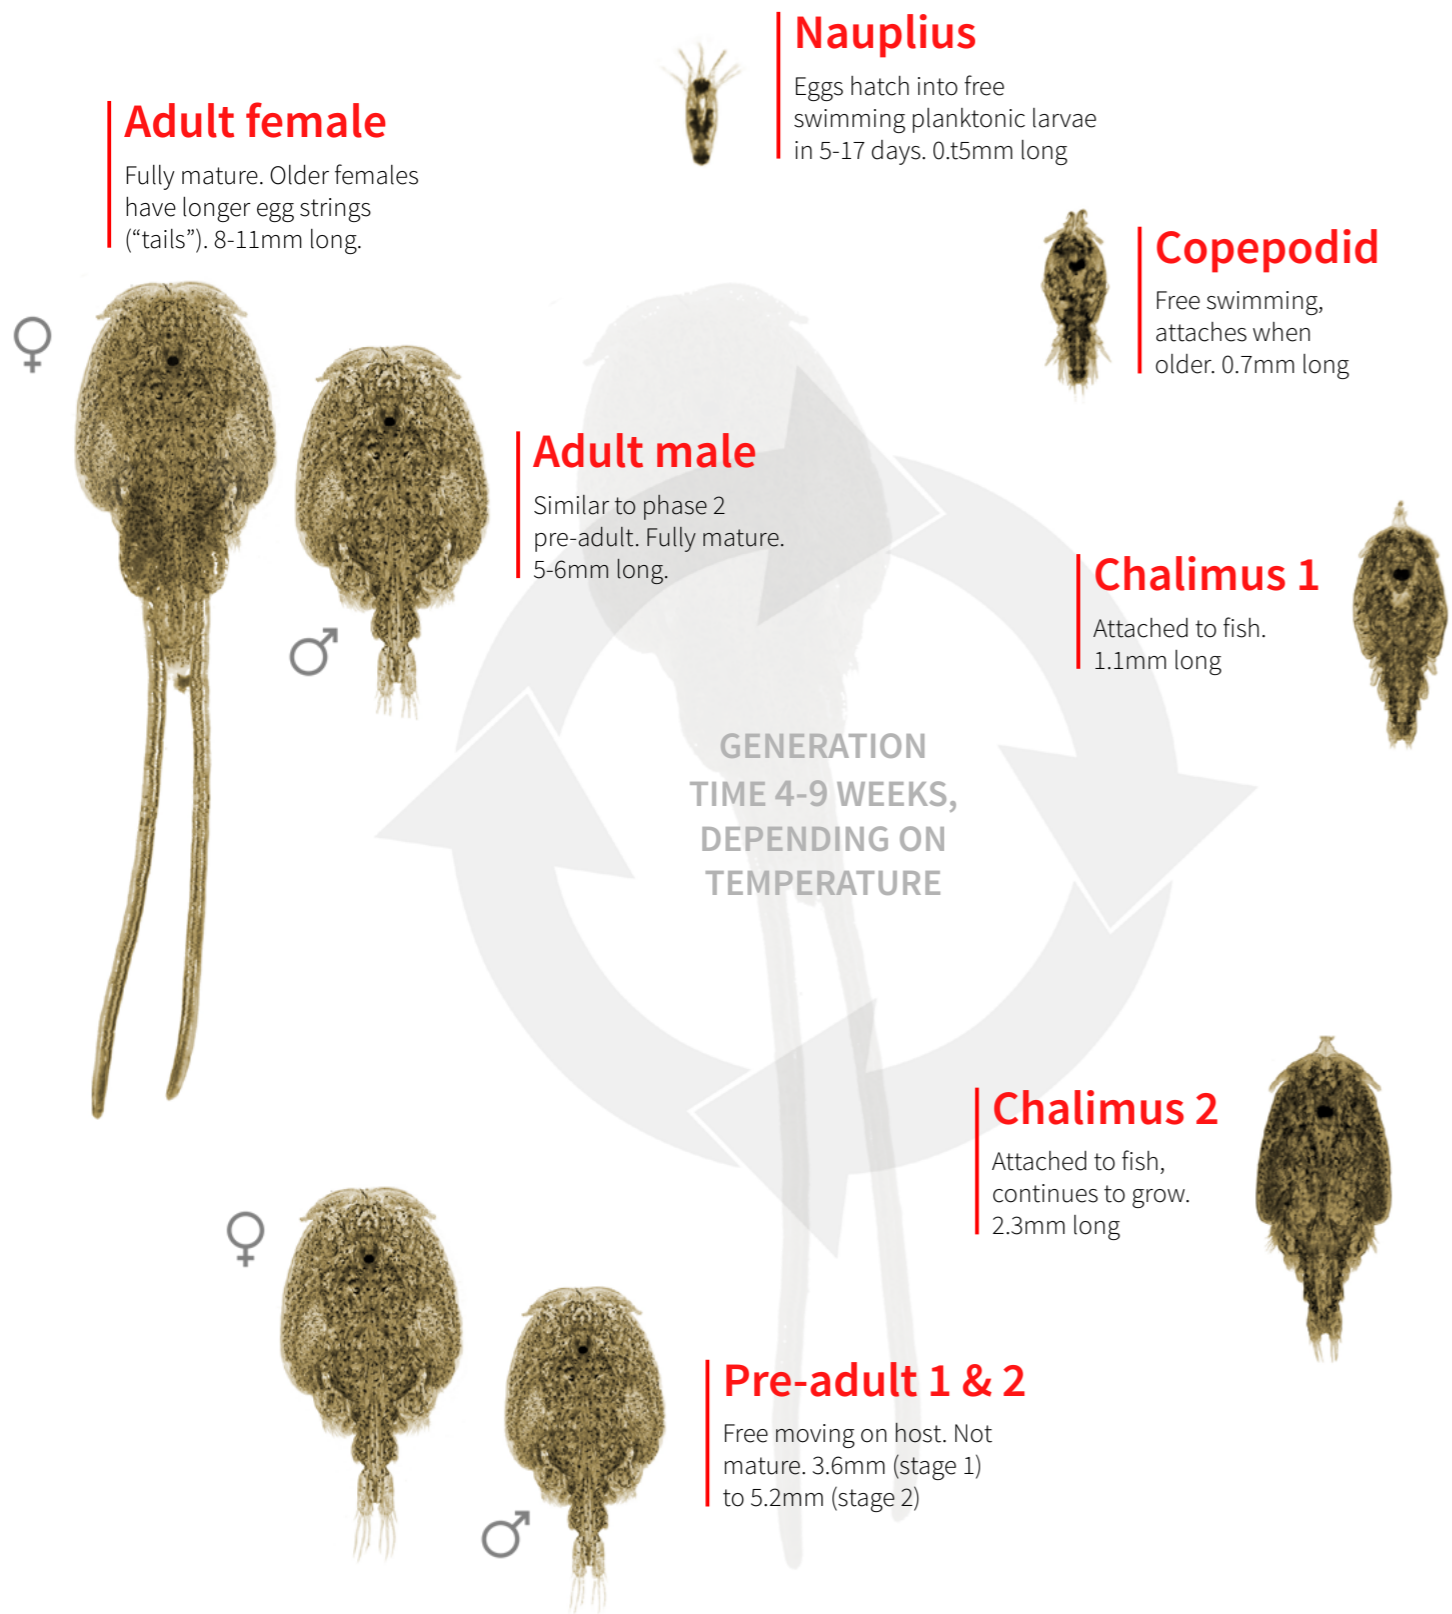 Nauplius
Eggs hatch into free
swimming planktonic larvae
in 5-17 days. 0.t5mm long
Adult female
Fully mature. Older females
have longer egg strings
(“tails”). 8-11mm long.
Copepodid
Free swimming,
attaches when
older. 0.7mm long
Adult male
Similar to phase 2
pre-adult. Fully mature.
5-6mm long.
Chalimus 1
Attached to fish.
1.1mm long
GENERATION
TIME 4-9 WEEKS,
DEPENDING ON
TEMPERATURE
Chalimus 2
Attached to fish,
continues to grow.
2.3mm long
Pre-adult 1 & 2
Free moving on host. Not
mature. 3.6mm (stage 1)
to 5.2mm (stage 2)